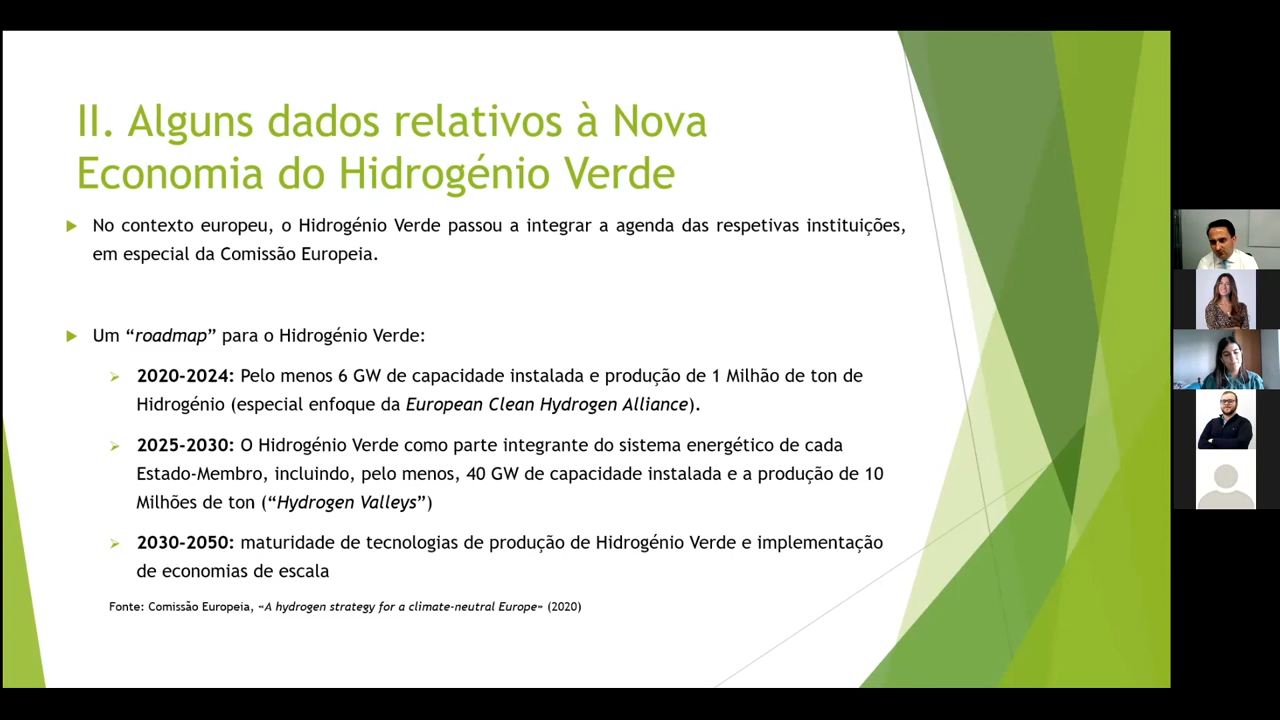 II. Alguns dados relativos à Nova
Economia do Hidrogénio Verde
No contexto europeu, o Hidrogénio Verde passou a integrar a agenda das respetivas instituições,
em especial da Comissão Europeia.
Um “roadmap” para o Hidrogénio Verde:
2020-2024: Pelo menos 6 GW de capacidade instalada e produção de 1 Milhão de ton de
Hidrogénio (especial enfoque da European Clean Hydrogen Alliance).
2025-2030: O Hidrogénio Verde como parte integrante do sistema energético de cada
Estado-Membro, incluindo, pelo menos, 40 GW de capacidade instalada e a produção de 10
Milhões de ton (“Hydrogen Valleys”)
2030-2050: maturidade de tecnologias de produção de Hidrogénio Verde e implementação
de economias de escala
Fonte: Comissão Europeia, «A hydrogen strategy for a climate-neutral Europe» (2020)